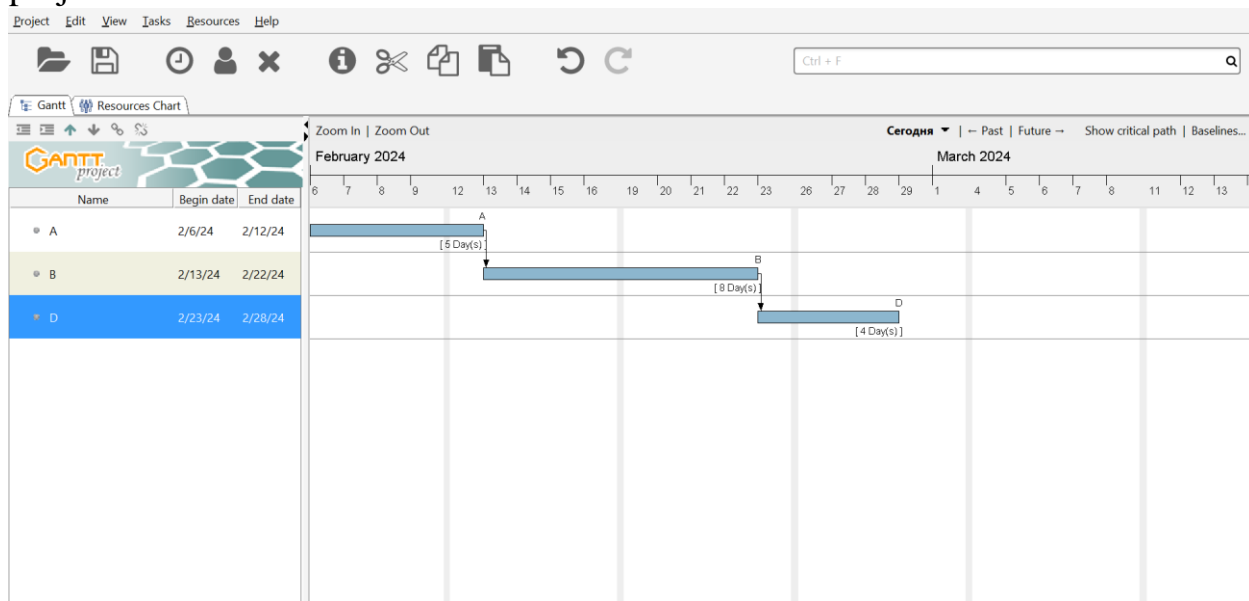 Project Edit View Tasks Resources Help
Ctrl + F
Gantt Resources Chart
Zoom In | Zoom Out
Сегодня ▼ | ← Past | Future → Show critical path | Baselines...
GANTT
project
February 2024
March 2024
6 7 8 9 12 13 14 15 16 19 20 21 22 23 26 27 28 29 1 4 5 6 7 8 11 12 13
Name Begin date End date
A 2/6/24 2/12/24
B 2/13/24 2/22/24
D 2/23/24 2/28/24
A
[ 5 Day(s) ]
B
[ 8 Day(s) ]
D
[ 4 Day(s) ]